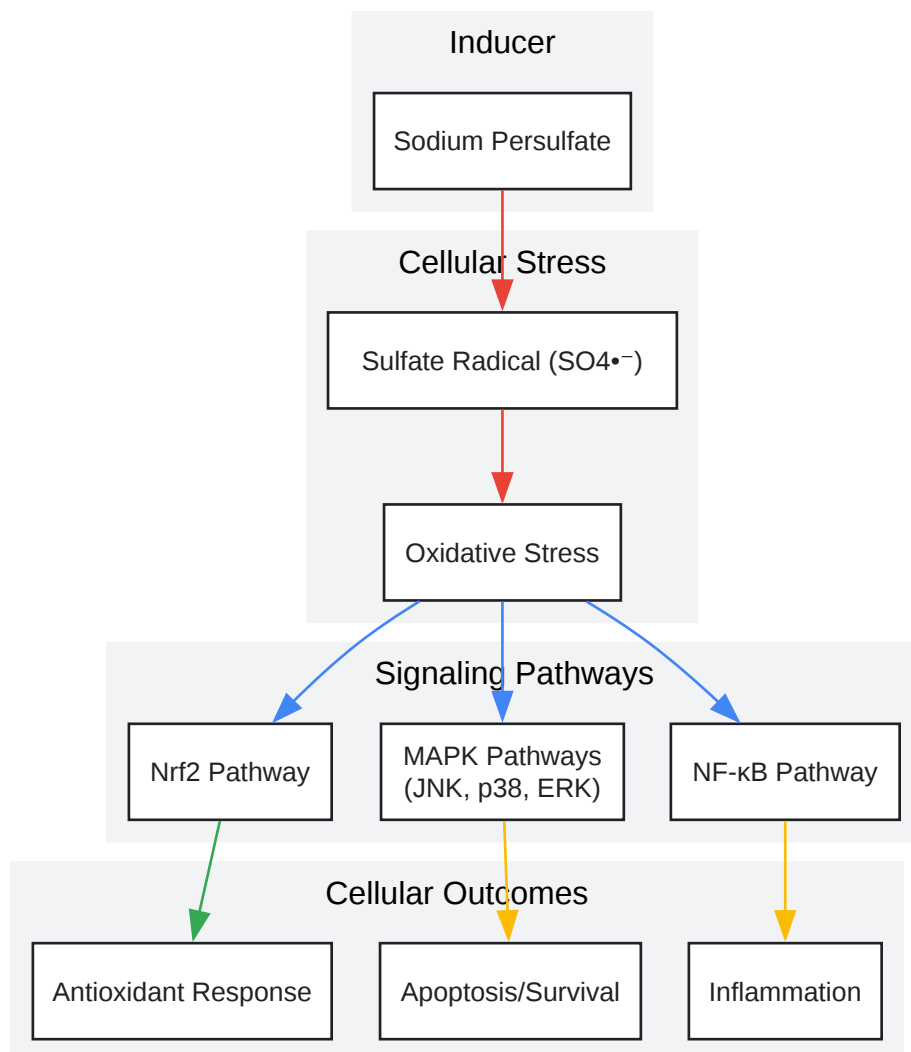 Inducer
Sodium Persulfate
Cellular Stress
Sulfate Radical (SO4•⁻)
Oxidative Stress
Signaling Pathways
Nrf2 Pathway
MAPK Pathways
(JNK, p38, ERK)
NF-κB Pathway
Cellular Outcomes
Antioxidant Response
Apoptosis/Survival
Inflammation